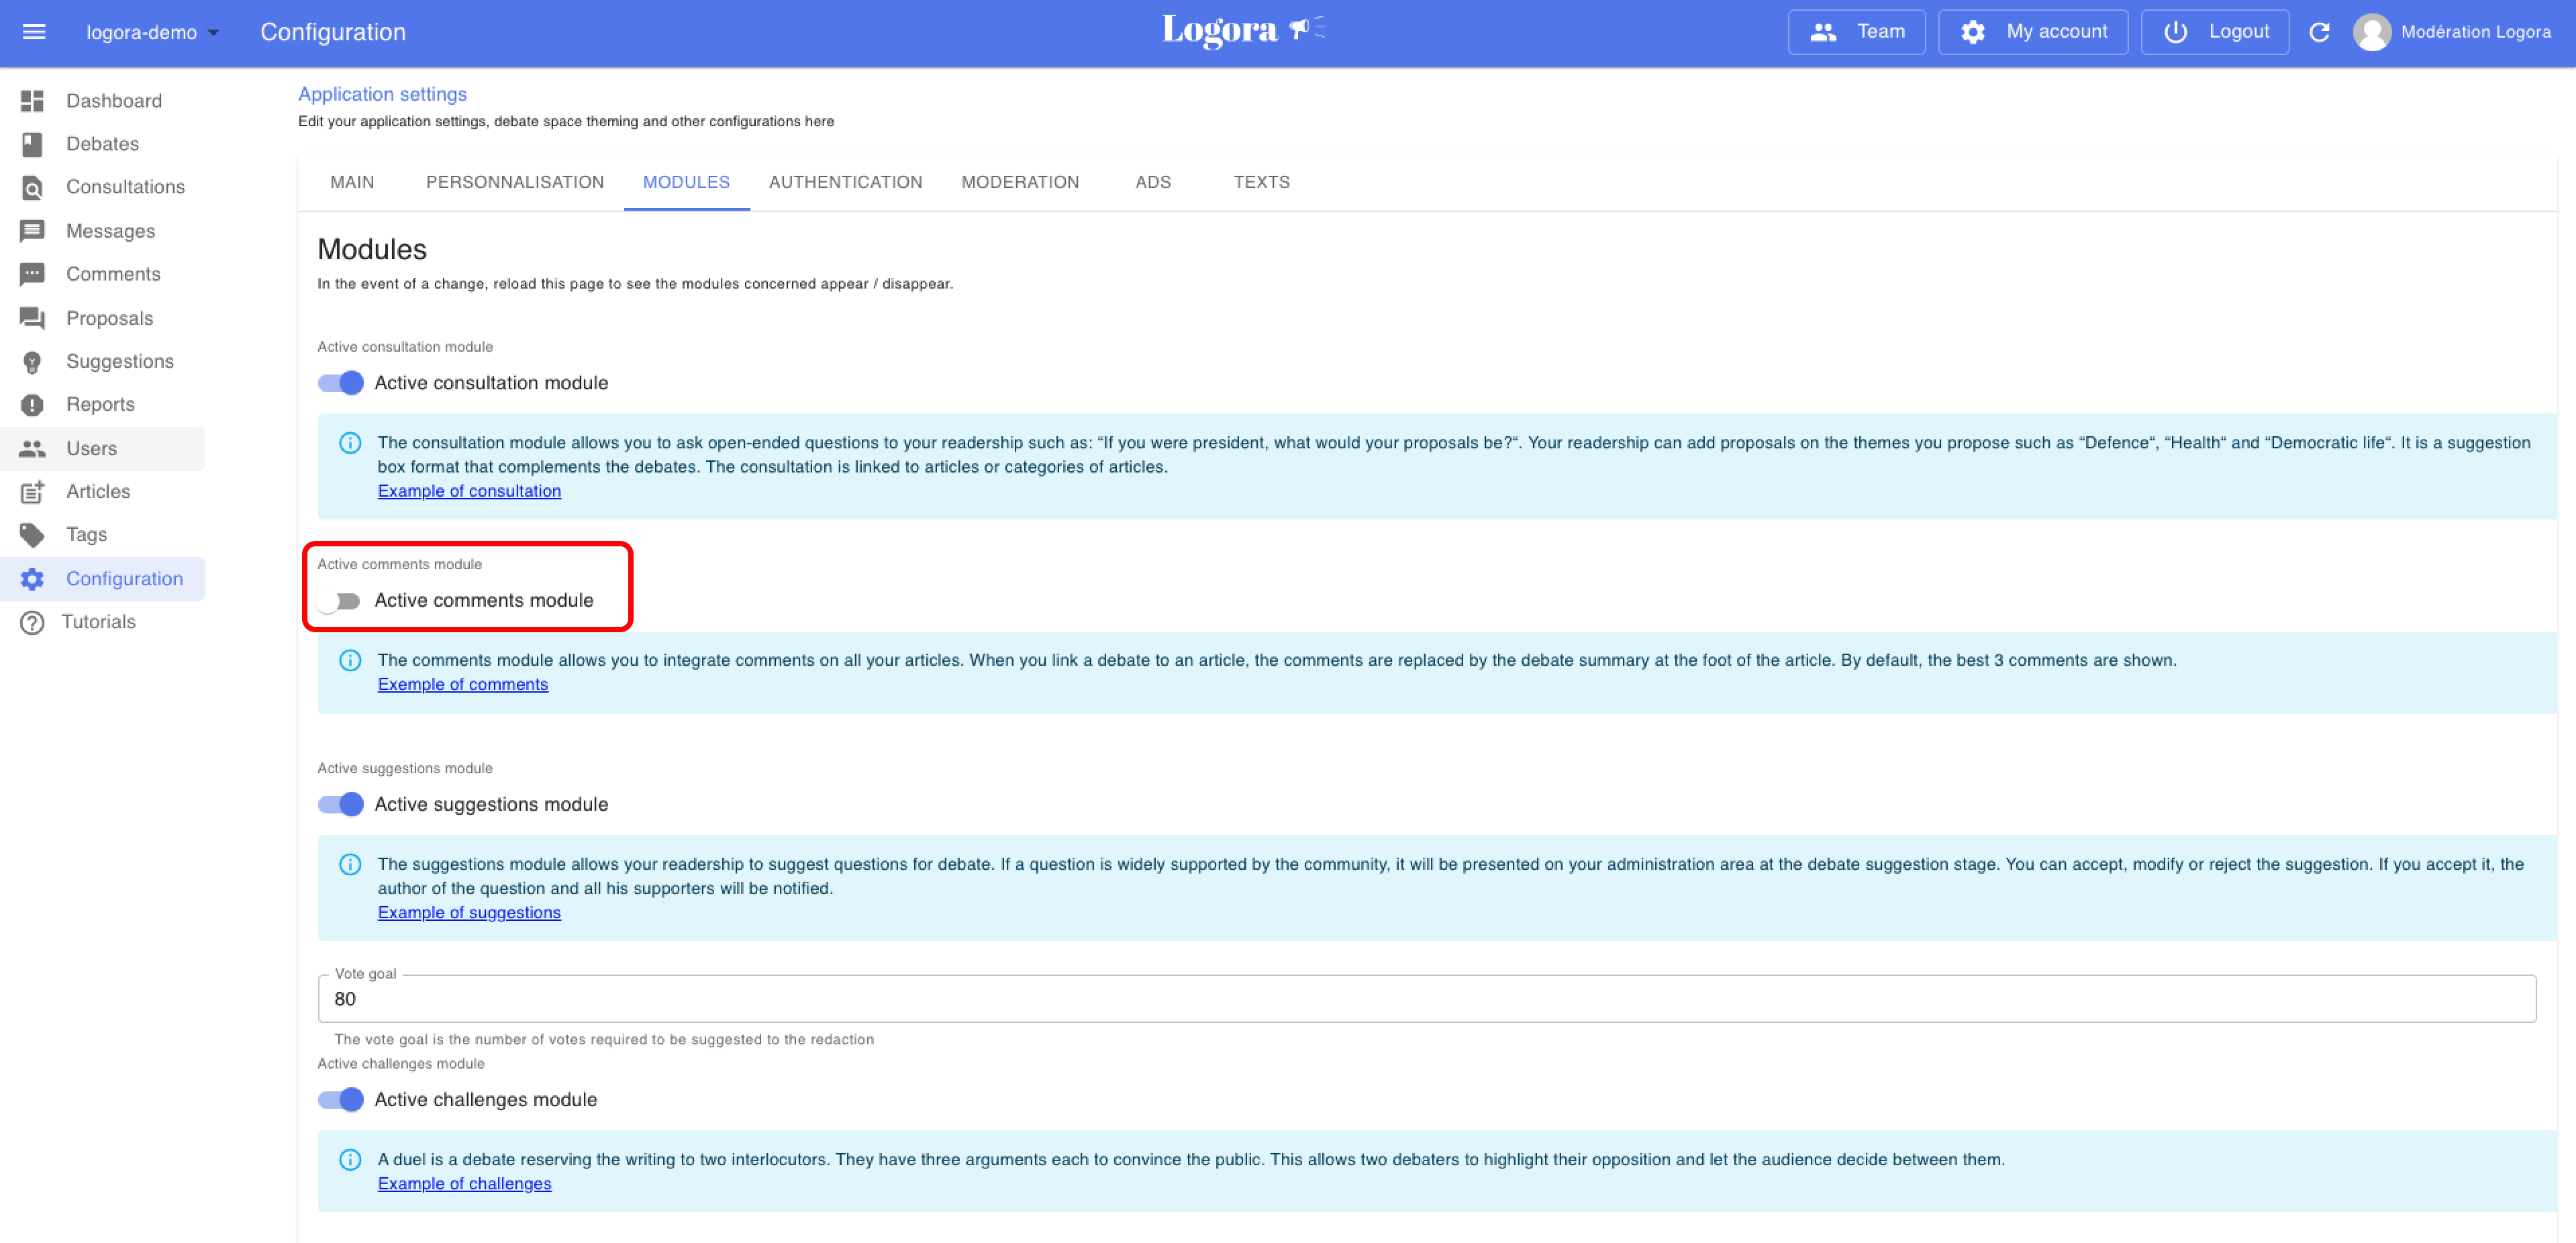 logora-demo
Configuration
Logora
Team
My account
Logout
Modération Logora
Dashboard
Debates
Consultations
Messages
Comments
Proposals
Suggestions
Reports
Users
Articles
Tags
Configuration
Tutorials
Application settings
Edit your application settings, debate space theming and other configurations here
MAIN
PERSONNALISATION
MODULES
AUTHENTICATION
MODERATION
ADS
TEXTS
Modules
In the event of a change, reload this page to see the modules concerned appear / disappear.
Active consultation module
Active consultation module
The consultation module allows you to ask open-ended questions to your readership such as: “If you were president, what would your proposals be?“. Your readership can add proposals on the themes you propose such as “Defence“, “Health“ and “Democratic life“. It is a suggestion
box format that complements the debates. The consultation is linked to articles or categories of articles.
Example of consultation
Active comments module
Active comments module
The comments module allows you to integrate comments on all your articles. When you link a debate to an article, the comments are replaced by the debate summary at the foot of the article. By default, the best 3 comments are shown.
Exemple of comments
Active suggestions module
Active suggestions module
The suggestions module allows your readership to suggest questions for debate. If a question is widely supported by the community, it will be presented on your administration area at the debate suggestion stage. You can accept, modify or reject the suggestion. If you accept it, the
author of the question and all his supporters will be notified.
Example of suggestions
Vote goal
80
The vote goal is the number of votes required to be suggested to the redaction
Active challenges module
Active challenges module
A duel is a debate reserving the writing to two interlocutors. They have three arguments each to convince the public. This allows two debaters to highlight their opposition and let the audience decide between them.
Example of challenges